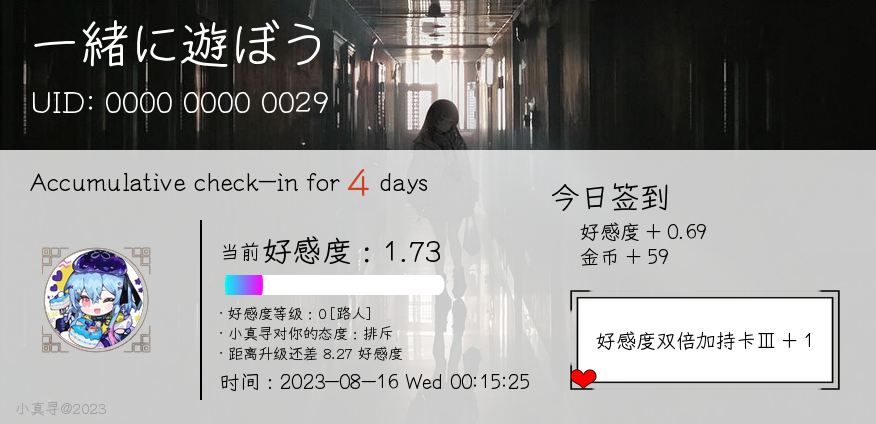 一緒に遊ぼう
UID: 0000 0000 0029
Accumulative check-in for 4 days
当前好感度：1.73
· 好感度等级：0 [路人]
· 小真寻对你的态度：排斥
· 距离升级还差 8.27 好感度
时间：2023-08-16 Wed 00:15:25
今日签到
好感度 + 0.69
金币 + 59
好感度双倍加持卡Ⅲ + 1
小真寻@2023